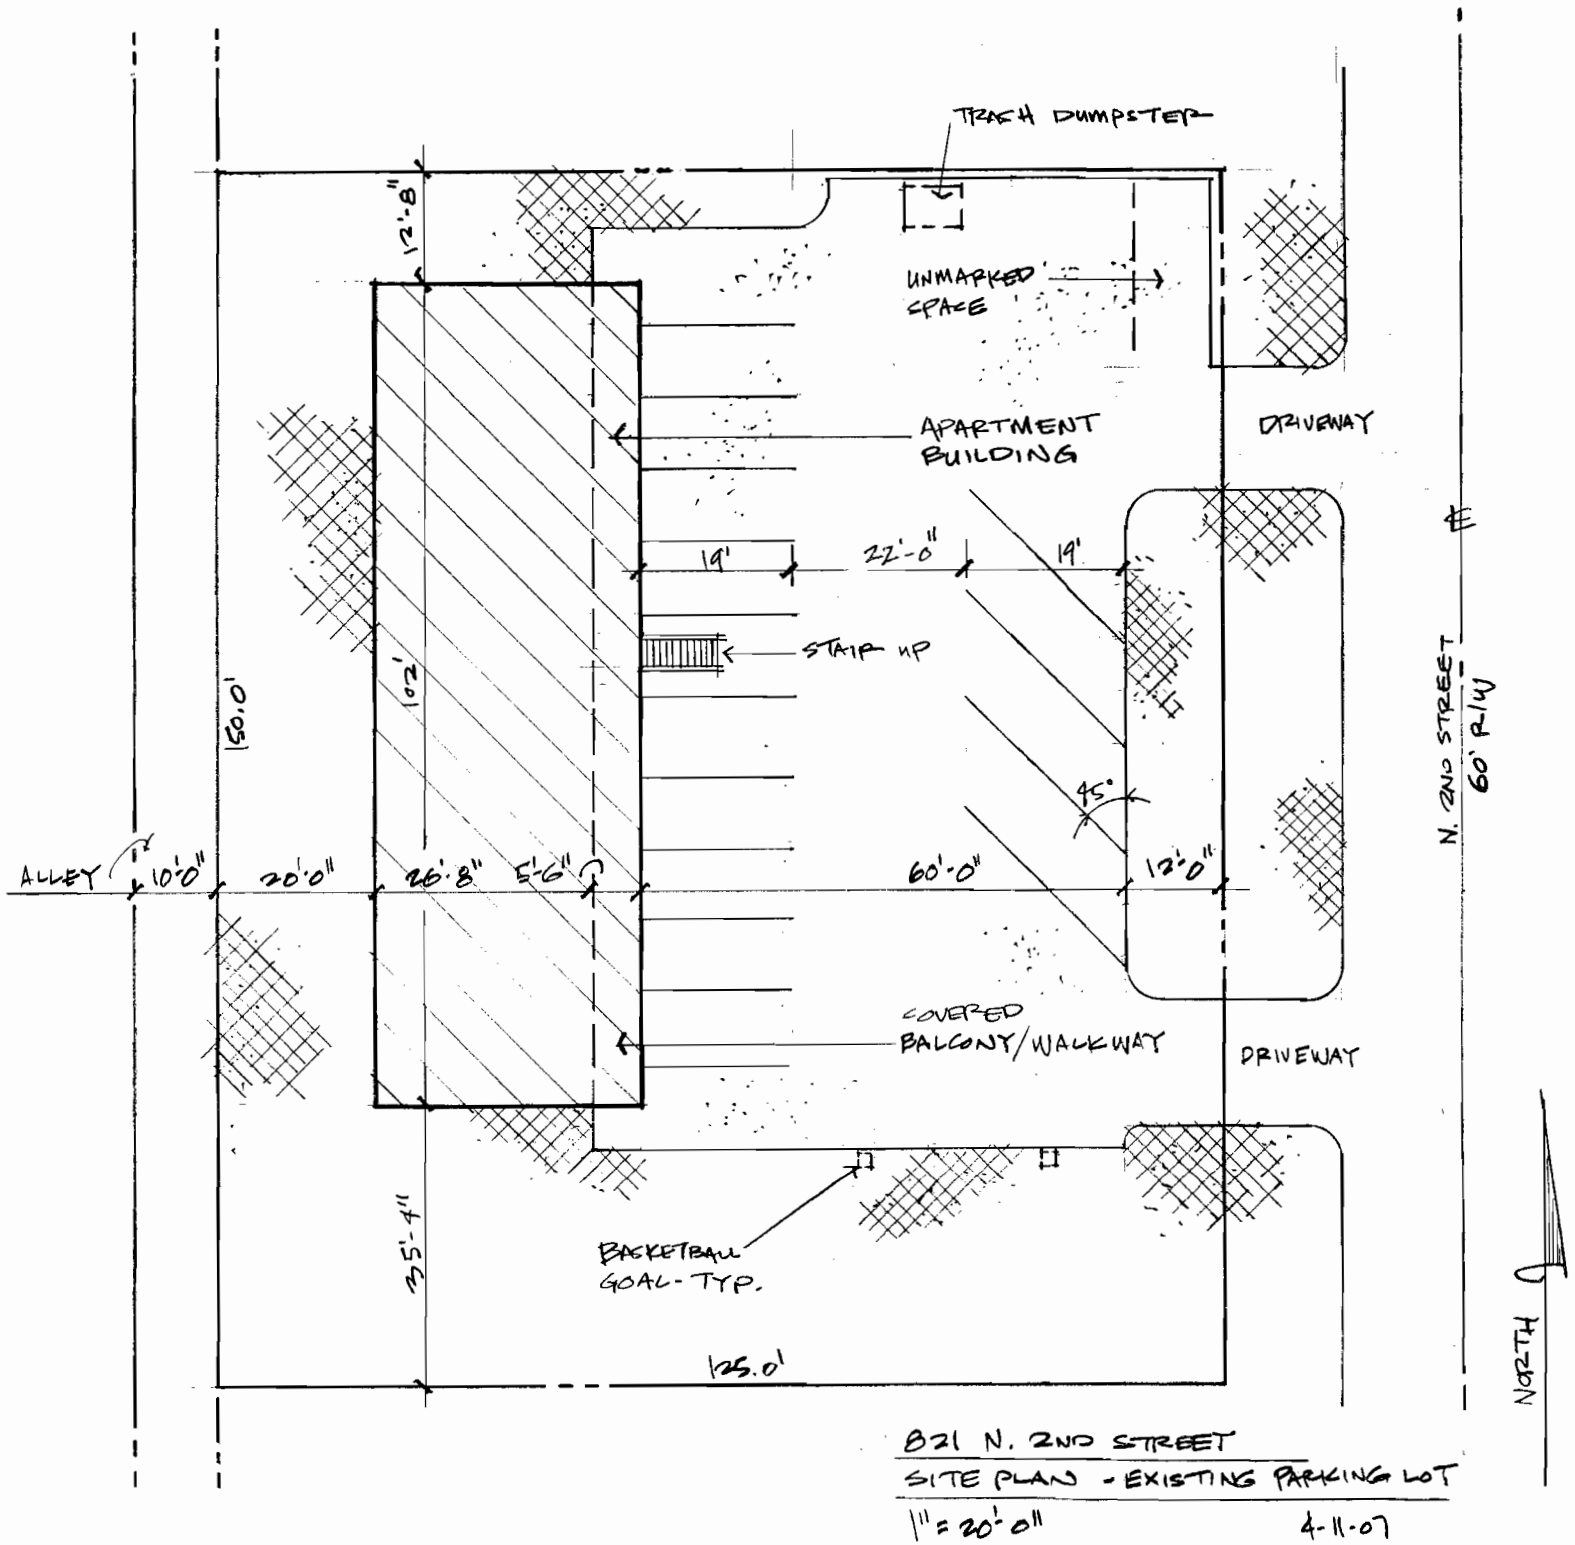 TRASH DUMPSTER
12'-8"
UNMARKED
SPACE
APARTMENT
BUILDING
DRIVEWAY
19'
22'-0"
19'
STAIR UP
102'
150.0'
N. 2ND STREET
60' R/W
45°
ALLEY
10'-0"
20'-0"
26'-8"
5'-6"
60'-0"
12'-0"
COVERED
BALCONY/WALKWAY
DRIVEWAY
35'-4"
BASKETBALL
GOAL-TYP.
125.0'
NORTH
821 N. 2ND STREET
SITE PLAN - EXISTING PARKING LOT
1" = 20'-0"
4-11-07